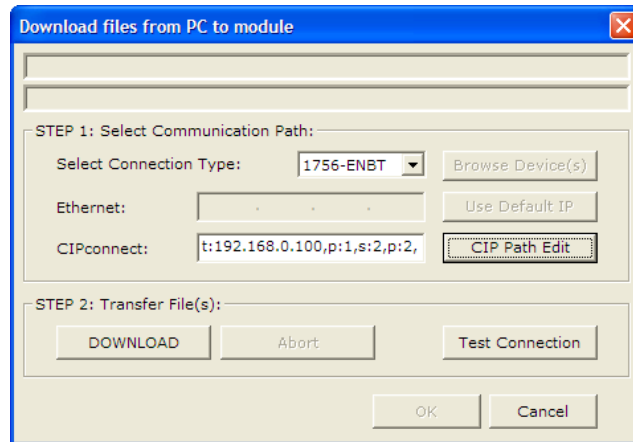 Download files from PC to module
STEP 1: Select Communication Path:
Select Connection Type: 1756-ENBT Browse Device(s)
Ethernet: . . . Use Default IP
CIPconnect: t:192.168.0.100,p:1,s:2,p:2, CIP Path Edit
STEP 2: Transfer File(s):
DOWNLOAD Abort Test Connection
OK Cancel